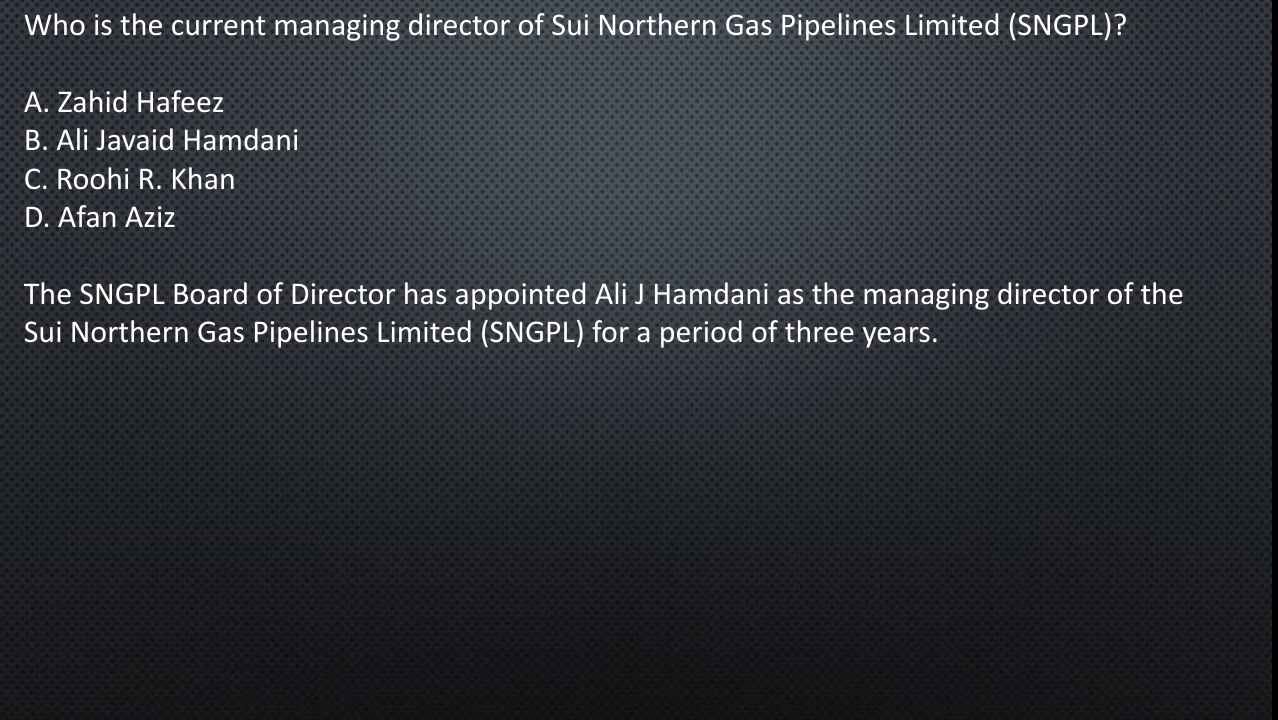 Who is the current managing director of Sui Northern Gas Pipelines Limited (SNGPL)?
A. Zahid Hafeez
B. Ali Javaid Hamdani
C. Roohi R. Khan
D. Afan Aziz
The SNGPL Board of Director has appointed Ali J Hamdani as the managing director of the
Sui Northern Gas Pipelines Limited (SNGPL) for a period of three years.